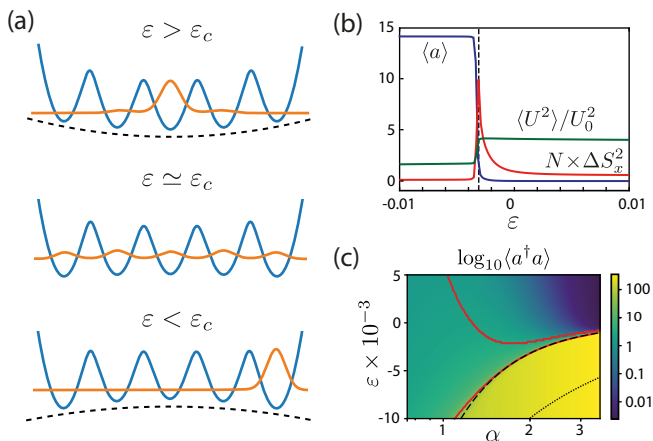 (a)
ε > ε_c
ε ≃ ε_c
ε < ε_c
(b)
15
10
5
0
⟨a⟩
⟨U²⟩/U₀²
N×ΔSₓ²
-0.01
0
0.01
ε
(c)
log₁₀⟨a†a⟩
5
0
-5
-10
ε × 10⁻³
1
2
3
α
100
10
1
0.1
0.01